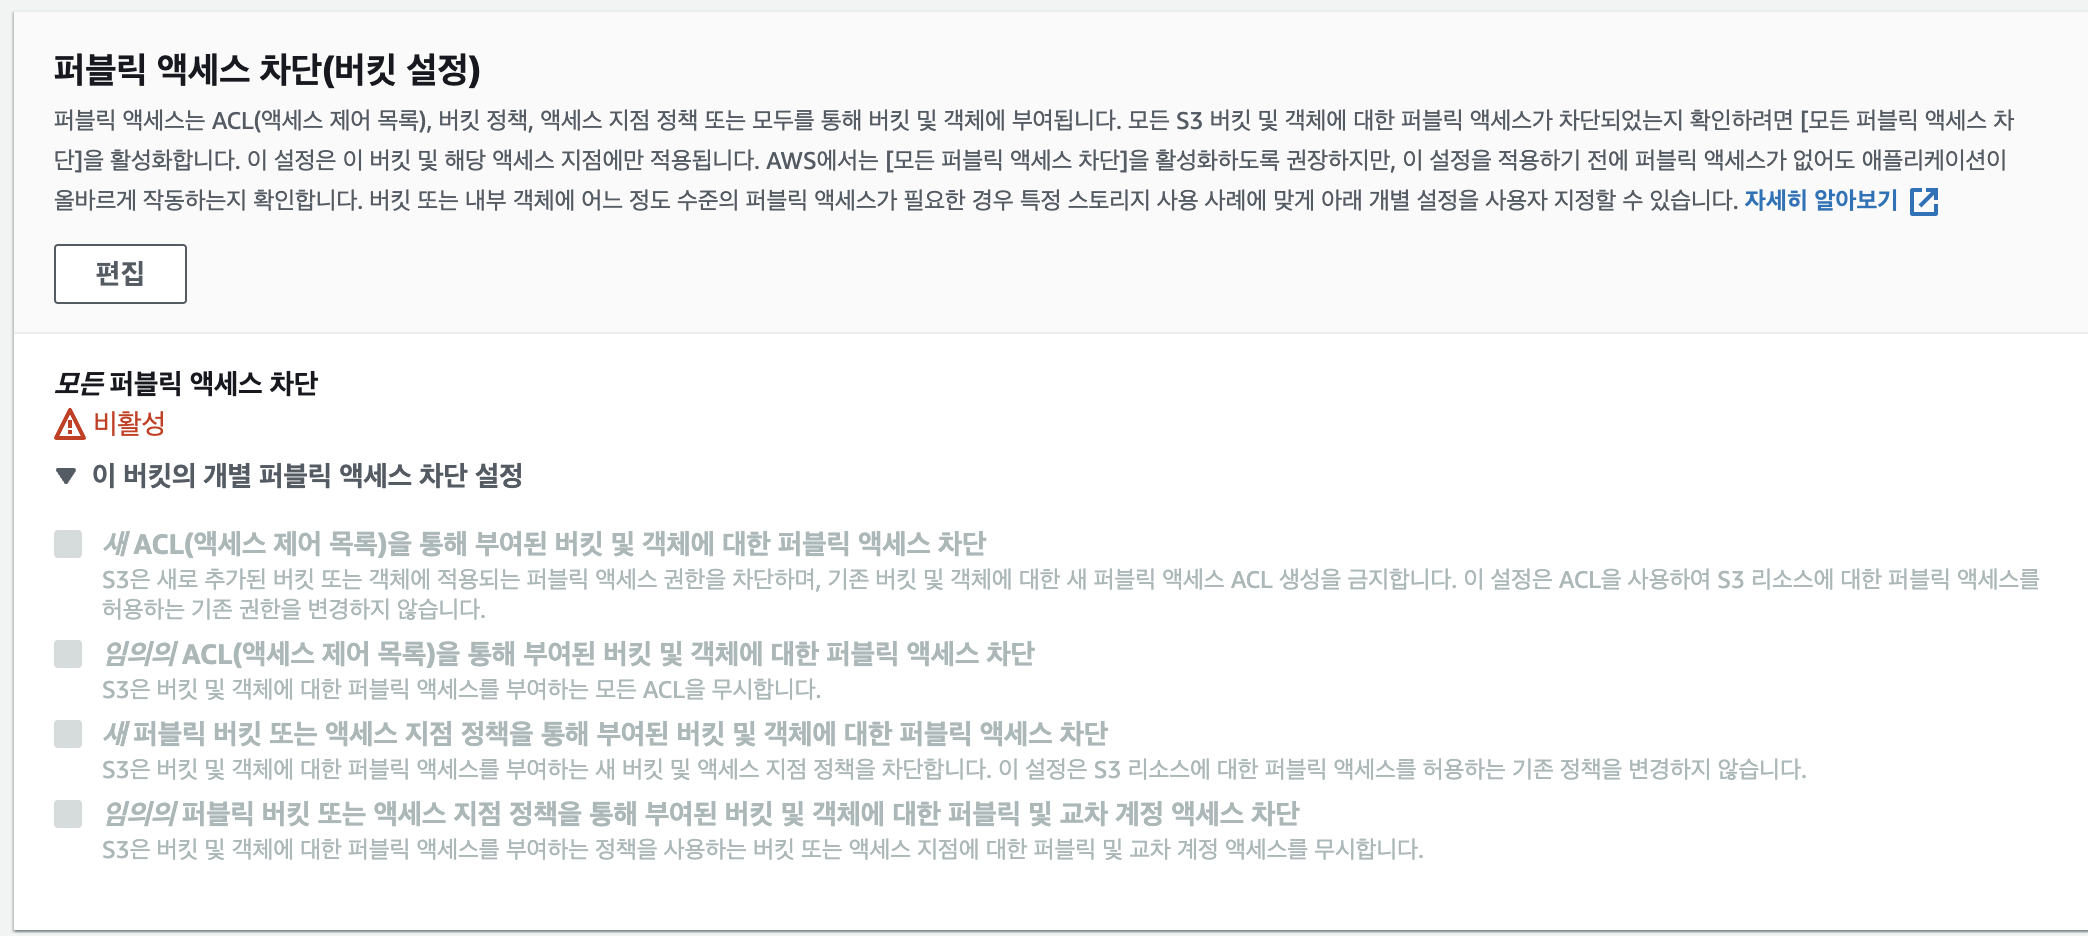 퍼블릭 액세스 차단(버킷 설정)
퍼블릭 액세스는 ACL(액세스 제어 목록), 버킷 정책, 액세스 지점 정책 또는 모두를 통해 버킷 및 객체에 부여됩니다. 모든 S3 버킷 및 객체에 대한 퍼블릭 액세스가 차단되었는지 확인하려면 [모든 퍼블릭 액세스 차
단]을 활성화합니다. 이 설정은 이 버킷 및 해당 액세스 지점에만 적용됩니다. AWS에서는 [모든 퍼블릭 액세스 차단]을 활성화하도록 권장하지만, 이 설정을 적용하기 전에 퍼블릭 액세스가 없어도 애플리케이션이
올바르게 작동하는지 확인합니다. 버킷 또는 내부 객체에 어느 정도 수준의 퍼블릭 액세스가 필요한 경우 특정 스토리지 사용 사례에 맞게 아래 개별 설정을 사용자 지정할 수 있습니다. 자세히 알아보기
편집
모든 퍼블릭 액세스 차단
비활성
이 버킷의 개별 퍼블릭 액세스 차단 설정
새 ACL(액세스 제어 목록)을 통해 부여된 버킷 및 객체에 대한 퍼블릭 액세스 차단
S3은 새로 추가된 버킷 또는 객체에 적용되는 퍼블릭 액세스 권한을 차단하며, 기존 버킷 및 객체에 대한 새 퍼블릭 액세스 ACL 생성을 금지합니다. 이 설정은 ACL을 사용하여 S3 리소스에 대한 퍼블릭 액세스를
허용하는 기존 권한을 변경하지 않습니다.
임의의 ACL(액세스 제어 목록)을 통해 부여된 버킷 및 객체에 대한 퍼블릭 액세스 차단
S3은 버킷 및 객체에 대한 퍼블릭 액세스를 부여하는 모든 ACL을 무시합니다.
새 퍼블릭 버킷 또는 액세스 지점 정책을 통해 부여된 버킷 및 객체에 대한 퍼블릭 액세스 차단
S3은 버킷 및 객체에 대한 퍼블릭 액세스를 부여하는 새 버킷 및 액세스 지점 정책을 차단합니다. 이 설정은 S3 리소스에 대한 퍼블릭 액세스를 허용하는 기존 정책을 변경하지 않습니다.
임의의 퍼블릭 버킷 또는 액세스 지점 정책을 통해 부여된 버킷 및 객체에 대한 퍼블릭 및 교차 계정 액세스 차단
S3은 버킷 및 객체에 대한 퍼블릭 액세스를 부여하는 정책을 사용하는 버킷 또는 액세스 지점에 대한 퍼블릭 및 교차 계정 액세스를 무시합니다.